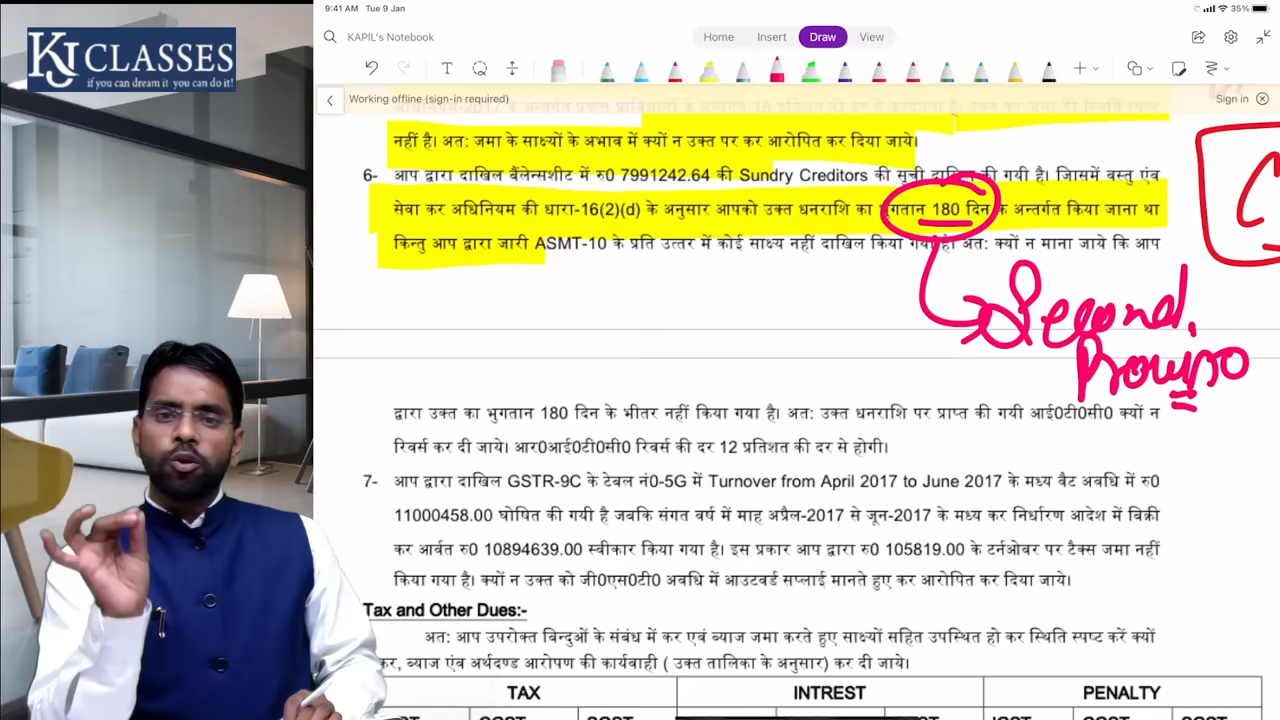 9:41 AM Tue 9 Jan
35%
KJ CLASSES
if you can dream it you can do it!
KAPIL's Notebook
Home Insert Draw View
Working offline (sign-in required)
Sign in
नहीं है। अतः जमा के साक्ष्यों के अभाव में क्यों न उक्त पर कर आरोपित कर दिया जाये।
6- आप द्वारा दाखिल बैंलेन्सशीट में रु0 7991242.64 की Sundry Creditors की सूची दाखिल की गयी है। जिसमें वस्तु एंव
सेवा कर अधिनियम की धारा-16(2)(d) के अनुसार आपको उक्त धनराशि का भुगतान 180 दिन के अन्तर्गत किया जाना था
किन्तु आप द्वारा जारी ASMT-10 के प्रति उत्तर में कोई साक्ष्य नहीं दाखिल किया गया है। अतः क्यों न माना जाये कि आप
Second
Proviso
द्वारा उक्त का भुगतान 180 दिन के भीतर नहीं किया गया है। अतः उक्त धनराशि पर प्राप्त की गयी आई0टी0सी0 क्यों न
रिवर्स कर दी जाये। आर0आई0टी0सी0 रिवर्स की दर 12 प्रतिशत की दर से होगी।
7- आप द्वारा दाखिल GSTR-9C के टेबल नं0-5G में Turnover from April 2017 to June 2017 के मध्य वैट अवधि में रु0
11000458.00 घोषित की गयी है जबकि संगत वर्ष में माह अप्रैल-2017 से जून-2017 के मध्य कर निर्धारण आदेश में बिक्री
कर आर्वत रु0 10894639.00 स्वीकार किया गया है। इस प्रकार आप द्वारा रु0 105819.00 के टर्नओवर पर टैक्स जमा नहीं
किया गया है। क्यों न उक्त को जी0एस0टी0 अवधि में आउटवर्ड सप्लाई मानते हुए कर आरोपित कर दिया जाये।
Tax and Other Dues:-
अतः आप उपरोक्त बिन्दुओं के संबंध में कर एवं ब्याज जमा करते हुए साक्ष्यों सहित उपस्थित हो कर स्थिति स्पष्ट करें क्यों
कर, ब्याज एंव अर्थदण्ड आरोपण की कार्यवाही ( उक्त तालिका के अनुसार) कर दी जाये।
TAX INTREST PENALTY